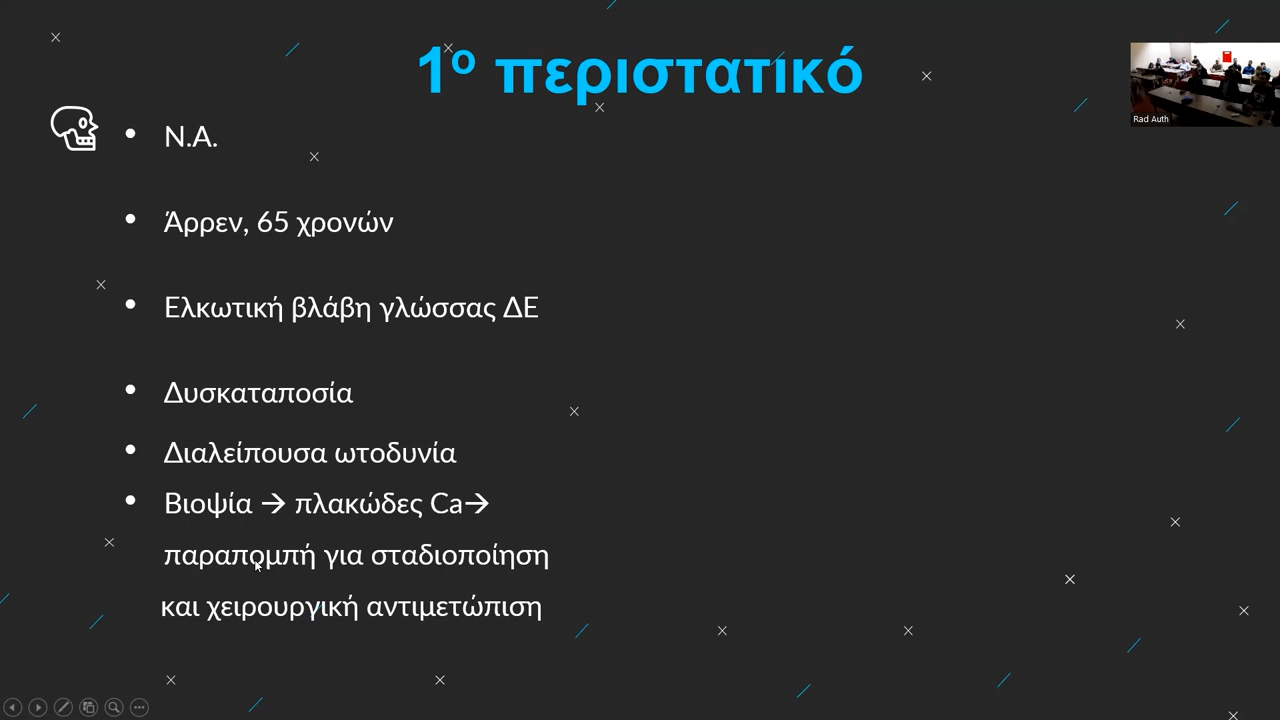 1ο περιστατικό
Rad Auth
• Ν.Α.
• Άρρεν, 65 χρονών
• Ελκωτική βλάβη γλώσσας ΔΕ
• Δυσκαταποσία
• Διαλείπουσα ωτοδυνία
• Βιοψία → πλακώδες Ca→
παραπομπή για σταδιοποίηση
και χειρουργική αντιμετώπιση